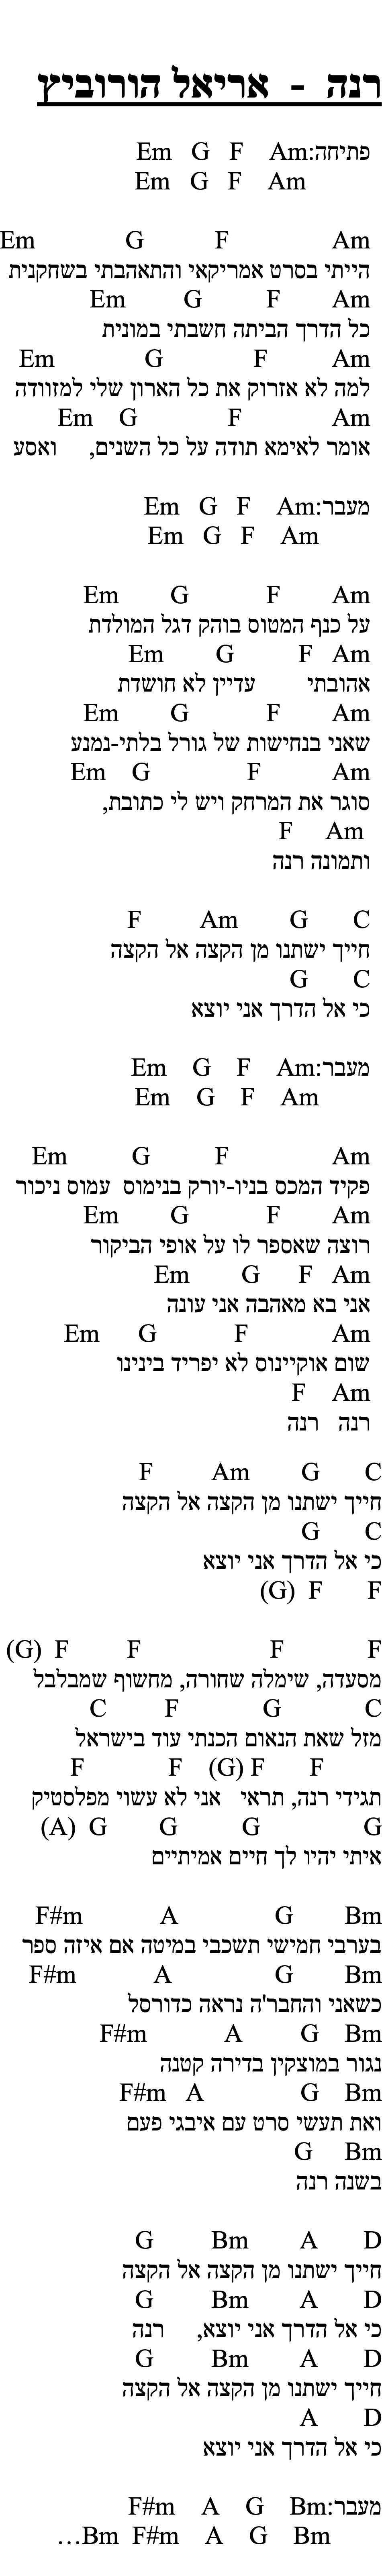 רנה - אריאל הורוביץ
פתיחה: Am F G Em
Am F G Em
Am F G Em
הייתי בסרט אמריקאי והתאהבתי בשחקנית
Am F G Em
כל הדרך הביתה חשבתי במונית
Am F G Em
למה לא אזרוק את כל הארון שלי למזוודה
Am F G Em
אומר לאימא תודה על כל השנים, ואסע
מעבר: Am F G Em
Am F G Em
Am F G Em
על כנף המטוס בוהק דגל המולדת
Am F G Em
אהובתי עדיין לא חושדת
Am F G Em
שאני בנחישות של גורל בלתי-נמנע
Am F G Em
סוגר את המרחק ויש לי כתובת,
Am F
ותמונה רנה
C G Am F
חייך ישתנו מן הקצה אל הקצה
C G
כי אל הדרך אני יוצא
מעבר: Am F G Em
Am F G Em
Am F G Em
פקיד המכס בניו-יורק בנימוס עמוס ניכור
Am F G Em
רוצה שאספר לו על אופי הביקור
Am F G Em
אני בא מאהבה אני עונה
Am F G Em
שום אוקיינוס לא יפריד בינינו
Am F
רנה רנה
C G Am F
חייך ישתנו מן הקצה אל הקצה
C G
כי אל הדרך אני יוצא
F F (G)
F F F F (G)
מסעדה, שימלה שחורה, מחשוף שמבלבל
C G F C
מזל שאת הנאום הכנתי עוד בישראל
F F (G) F F
תגידי רנה, תראי אני לא עשוי מפלסטיק
G G G G (A)
איתי יהיו לך חיים אמיתיים
Bm G A F#m
בערבי חמישי תשכבי במיטה אם איזה ספר
Bm G A F#m
כשאני והחבר'ה נראה כדורסל
Bm G A F#m
נגור במוצקין בדירה קטנה
Bm G A F#m
ואת תעשי סרט עם איבגי פעם
Bm G
בשנה רנה
D A Bm G
חייך ישתנו מן הקצה אל הקצה
D A Bm G
כי אל הדרך אני יוצא, רנה
D A Bm G
חייך ישתנו מן הקצה אל הקצה
D A
כי אל הדרך אני יוצא
מעבר: Bm G A F#m
Bm G A F#m Bm...